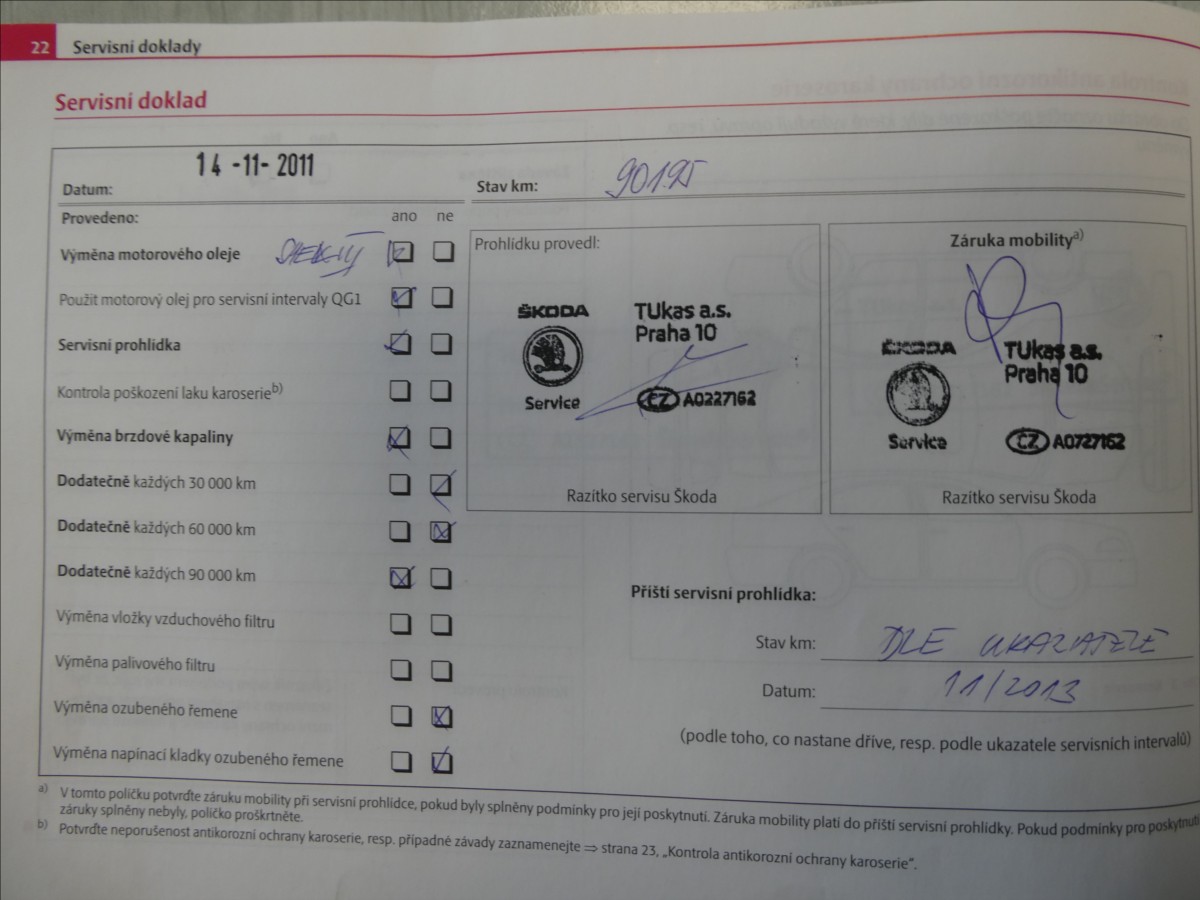 22 Servisní doklady
Servisní doklad
Datum: 14 -11- 2011 Stav km: 90195
Provedeno: ano ne
Výměna motorového oleje
Použit motorový olej pro servisní intervaly QG1
Servisní prohlídka
Kontrola poškození laku karoserie b)
Výměna brzdové kapaliny
Dodatečně každých 30 000 km
Dodatečně každých 60 000 km
Dodatečně každých 90 000 km
Výměna vložky vzduchového filtru
Výměna palivového filtru
Výměna ozubeného řemene
Výměna napínací kladky ozubeného řemene
Prohlídku provedl:
ŠKODA
Service
TUkas a.s.
Praha 10
CZ A0227162
Razítko servisu Škoda
Záruka mobility a)
ŠKODA
Service
TUkas a.s.
Praha 10
CZ A0727162
Razítko servisu Škoda
Příští servisní prohlídka:
Stav km: DLE UKAZATELE
Datum: 11/2013
(podle toho, co nastane dříve, resp. podle ukazatele servisních intervalů)
a) V tomto políčku potvrďte záruku mobility při servisní prohlídce, pokud byly splněny podmínky pro její poskytnutí. Záruka mobility platí do příští servisní prohlídky. Pokud podmínky pro poskytnutí
záruky splněny nebyly, políčko proškrtněte.
b) Potvrďte neporušenost antikorozní ochrany karoserie, resp. případné závady zaznamenejte ⇒ strana 23, „Kontrola antikorozní ochrany karoserie“.